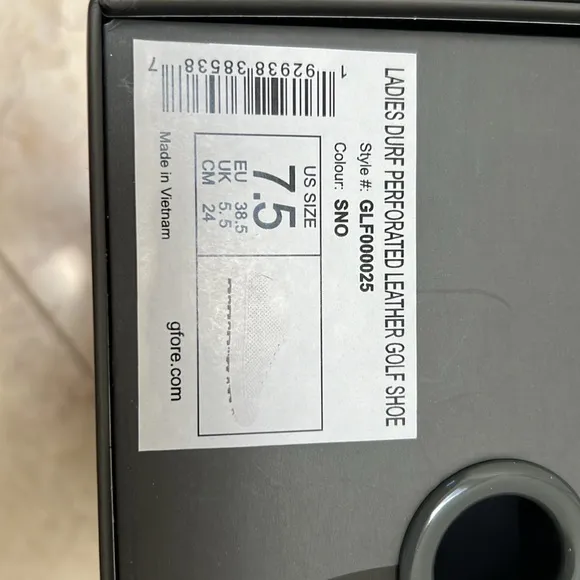 LADIES DURF PERFORATED LEATHER GOLF SHOE
Style #: GLF000025
Colour: SNO
US SIZE
7.5
EU 38.5
UK 5.5
CM 24
1 92938 38538 7
Made in Vietnam
gfore.com